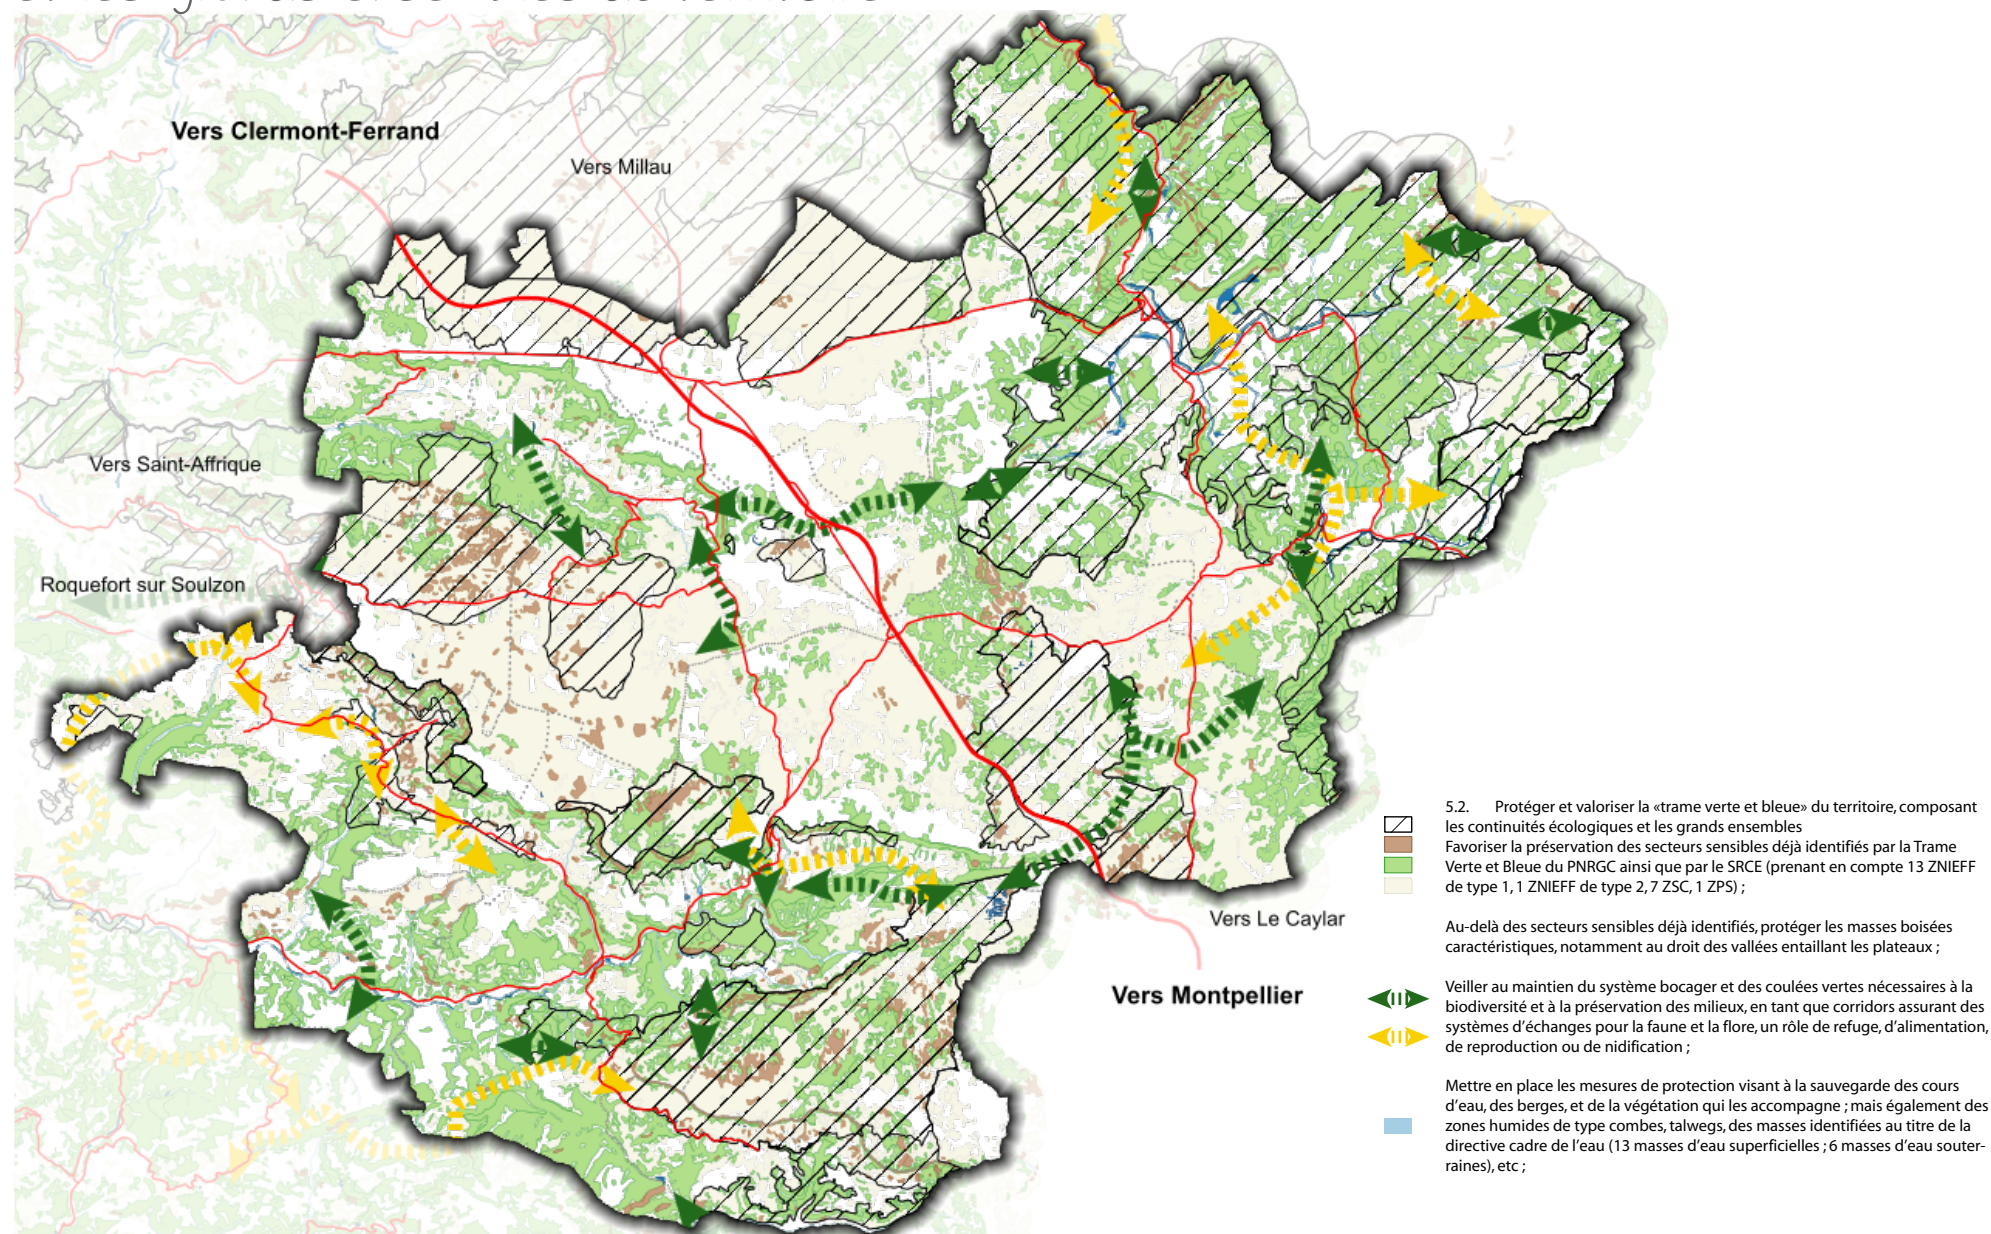 Vers Clermont-Ferrand
Vers Millau
Vers Saint-Affrique
Roquefort sur Soulzon
Vers Le Caylar
Vers Montpellier
5.2. Protéger et valoriser la «trame verte et bleue» du territoire, composant
les continuités écologiques et les grands ensembles
Favoriser la préservation des secteurs sensibles déjà identifiés par la Trame
Verte et Bleue du PNRGC ainsi que par le SRCE (prenant en compte 13 ZNIEFF
de type 1, 1 ZNIEFF de type 2, 7 ZSC, 1 ZPS) ;
Au-delà des secteurs sensibles déjà identifiés, protéger les masses boisées
caractéristiques, notamment au droit des vallées entaillant les plateaux ;
Veiller au maintien du système bocager et des coulées vertes nécessaires à la
biodiversité et à la préservation des milieux, en tant que corridors assurant des
systèmes d'échanges pour la faune et la flore, un rôle de refuge, d'alimentation,
de reproduction ou de nidification ;
Mettre en place les mesures de protection visant à la sauvegarde des cours
d'eau, des berges, et de la végétation qui les accompagne ; mais également des
zones humides de type combes, talwegs, des masses identifiées au titre de la
directive cadre de l'eau (13 masses d'eau superficielles ; 6 masses d'eau souter-
raines), etc ;